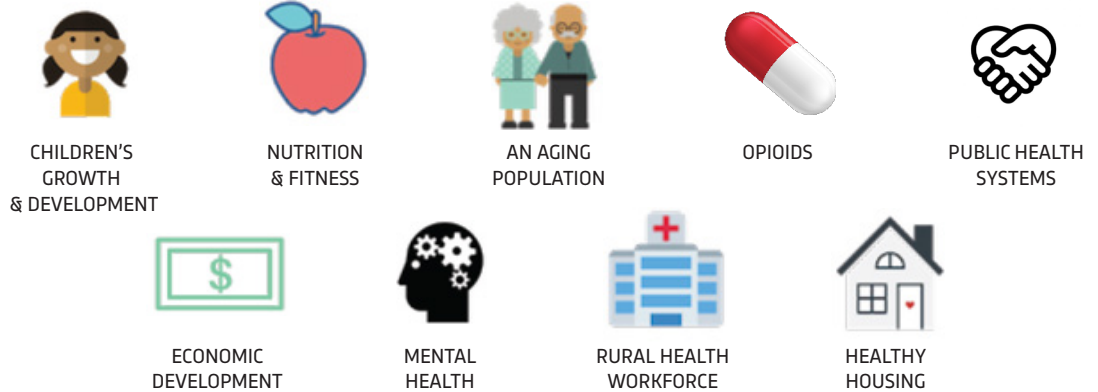 CHILDREN'S
GROWTH
& DEVELOPMENT
NUTRITION
& FITNESS
AN AGING
POPULATION
OPIOIDS
PUBLIC HEALTH
SYSTEMS
$
ECONOMIC
DEVELOPMENT
MENTAL
HEALTH
RURAL HEALTH
WORKFORCE
HEALTHY
HOUSING